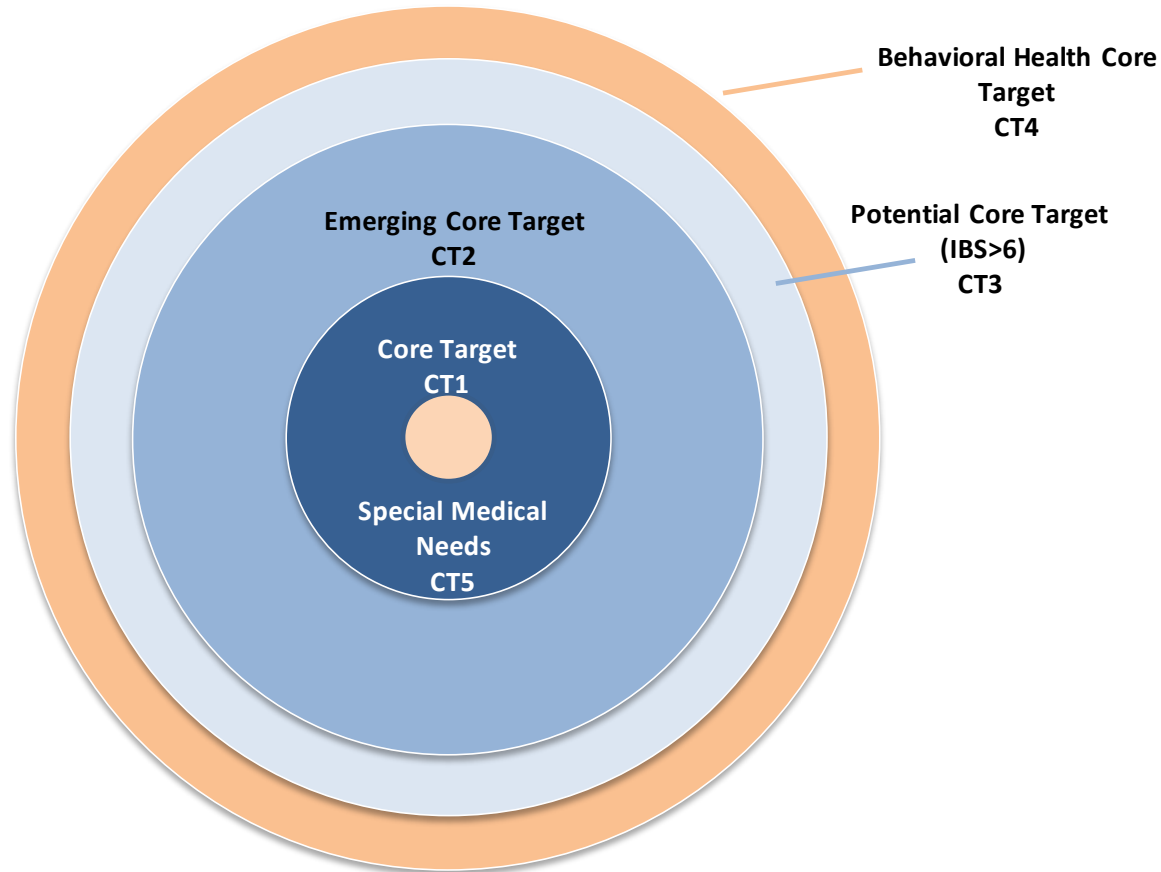 Behavioral Health Core
Target
CT4
Potential Core Target
(IBS>6)
CT3
Emerging Core Target
CT2
Core Target
CT1
Special Medical
Needs
CT5